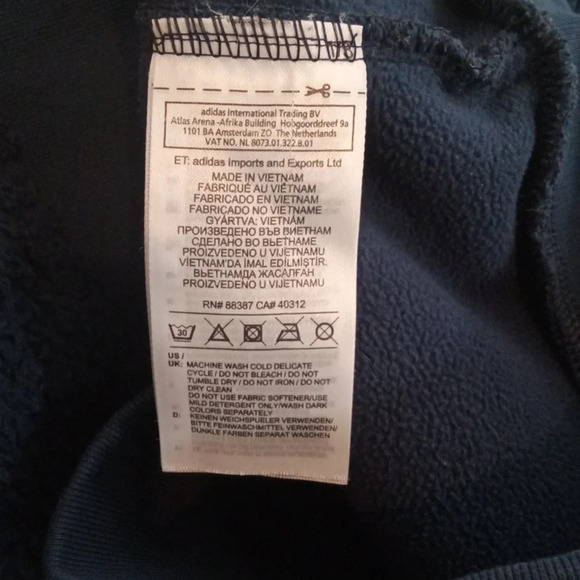 adidas International Trading BV
Atlas Arena -Afrika Building Hobgoorddreef 9a
1101 BA Amsterdam ZO The Netherlands
VAT NO. NL 8073.01.322.B.01
ET: adidas Imports and Exports Ltd
MADE IN VIETNAM
FABRIQUÉ AU VIÊTNAM
FABRICADO EN VIETNAM
FABRICADO NO VIETNAME
GYÁRTVA: VIETNÁM
ПРОИЗВЕДЕНО ВЪВ ВИЕТНАМ
СДЕЛАНО ВО ВЬЕТНАМЕ
PROIZVEDENO U VIJETNAMU
VİETNAM'DA İMAL EDİLMİŞTİR.
ВЬЕТНАМДА ЖАСАЛҒАН
PROIZVEDENO U VIJETNAMU
RN# 88387 CA# 40312
30
US /
UK: MACHINE WASH COLD DELICATE
CYCLE / DO NOT BLEACH / DO NOT
TUMBLE DRY / DO NOT IRON / DO NOT
DRY CLEAN
DO NOT USE FABRIC SOFTENER/USE
MILD DETERGENT ONLY/WASH DARK
COLORS SEPARATELY
D: KEINEN WEICHSPUELER VERWENDEN/
BITTE FEINWASCHMITTEL VERWENDEN/
DUNKLE FARBEN SEPARAT WASCHEN